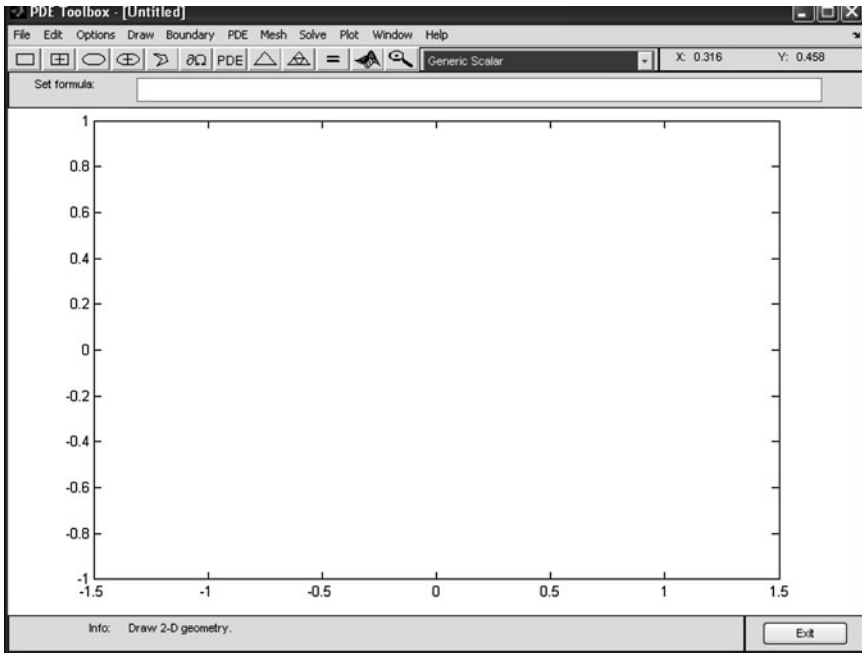 PDE Toolbox - [Untitled]
File Edit Options Draw Boundary PDE Mesh Solve Plot Window Help
∂Ω PDE = Generic Scalar X: 0.316 Y: 0.458
Set formula:
1
0.8
0.6
0.4
0.2
0
-0.2
-0.4
-0.6
-0.8
-1
-1.5 -1 -0.5 0 0.5 1 1.5
Info: Draw 2-D geometry. Exit